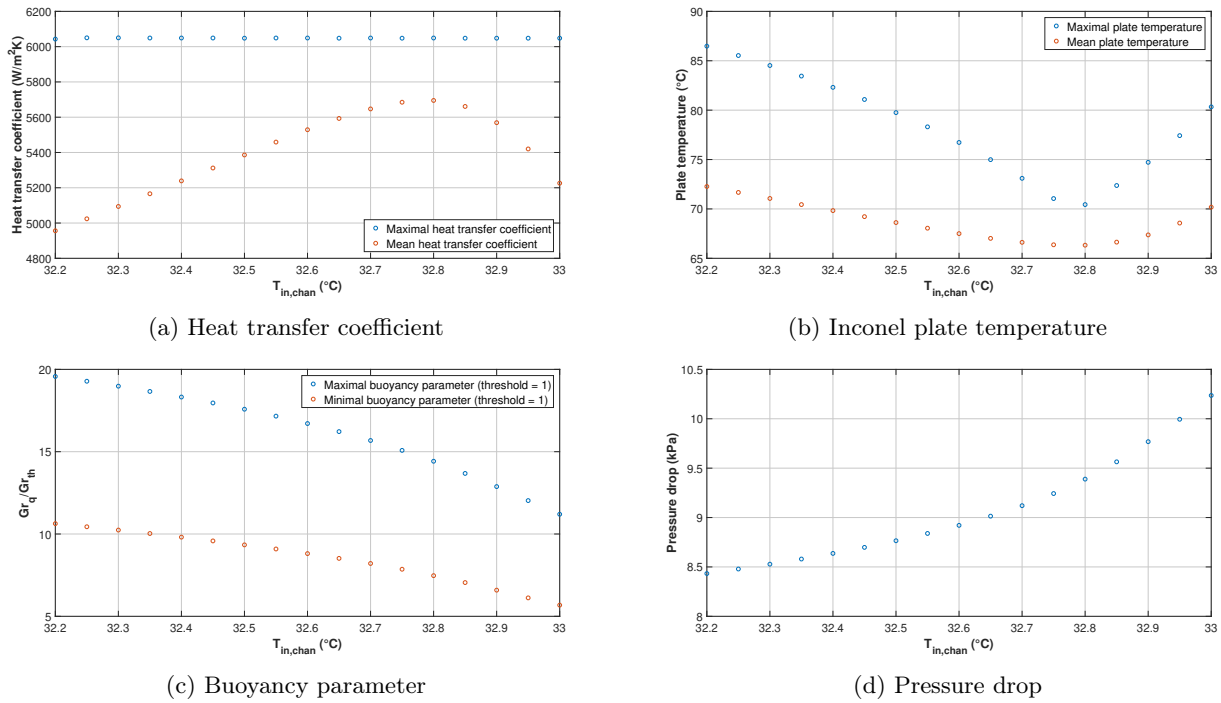 6200
6000
5800
5600
5400
5200
5000
4800
Heat transfer coefficient (W/m²K)
Maximal heat transfer coefficient
Mean heat transfer coefficient
32.2 32.3 32.4 32.5 32.6 32.7 32.8 32.9 33
T_in,chan (°C)
(a) Heat transfer coefficient
90
85
80
75
70
65
Plate temperature (°C)
Maximal plate temperature
Mean plate temperature
32.2 32.3 32.4 32.5 32.6 32.7 32.8 32.9 33
T_in,chan (°C)
(b) Inconel plate temperature
20
15
10
5
Gr_q/Gr_th
Maximal buoyancy parameter (threshold = 1)
Minimal buoyancy parameter (threshold = 1)
32.2 32.3 32.4 32.5 32.6 32.7 32.8 32.9 33
T_in,chan (°C)
(c) Buoyancy parameter
10.5
10
9.5
9
8.5
8
Pressure drop (kPa)
32.2 32.3 32.4 32.5 32.6 32.7 32.8 32.9 33
T_in,chan (°C)
(d) Pressure drop